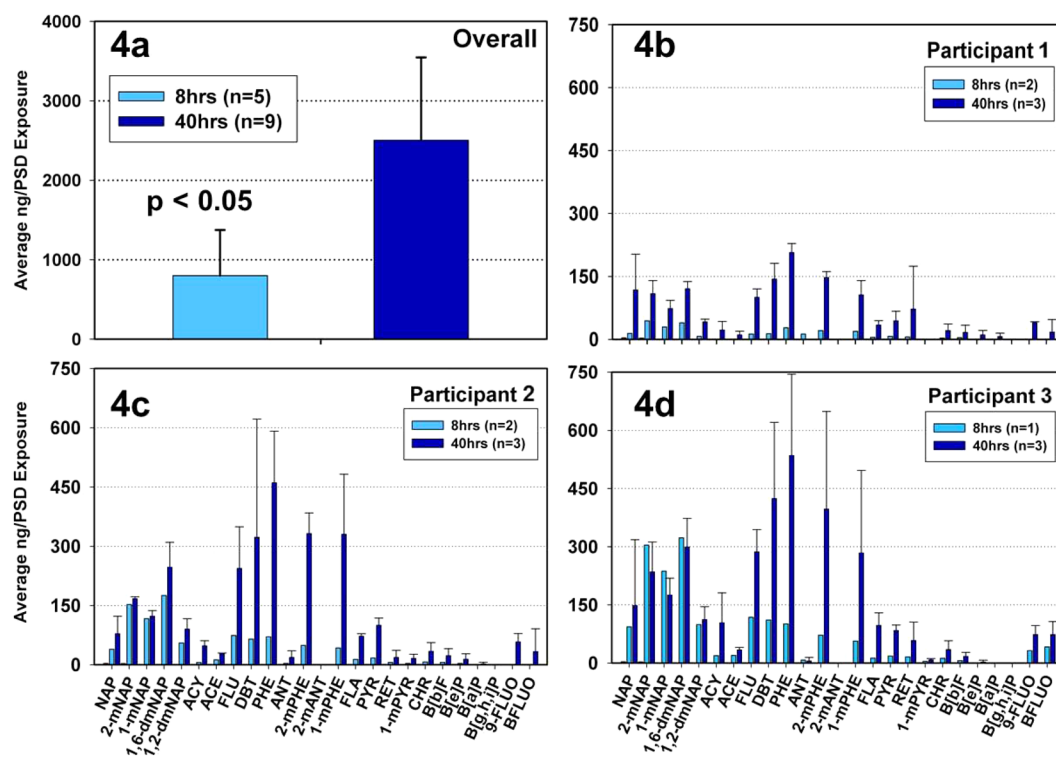 4a
Overall
8hrs (n=5)
40hrs (n=9)
p < 0.05
Average ng/PSD Exposure
4000
3000
2000
1000
0
4b
Participant 1
8hrs (n=2)
40hrs (n=3)
750
600
450
300
150
0
4c
Participant 2
8hrs (n=2)
40hrs (n=3)
Average ng/PSD Exposure
750
600
450
300
150
0
NAP
2-mNAP
1-mNAP
1,6-dmNAP
1,2-dmNAP
ACY
ACE
FLU
DBT
PHE
ANT
2-mPHE
2-mANT
1-mPHE
FLA
PYR
RET
1-mPYR
CHR
B[b]F
B[e]P
B[a]P
B[g,h,i]P
9-FLUO
BFLUO
4d
Participant 3
8hrs (n=1)
40hrs (n=3)
750
600
450
300
150
0
NAP
2-mNAP
1-mNAP
1,6-dmNAP
1,2-dmNAP
ACY
ACE
FLU
DBT
PHE
ANT
2-mPHE
2-mANT
1-mPHE
FLA
PYR
RET
1-mPYR
CHR
B[b]F
B[e]P
B[a]P
B[g,h,i]P
9-FLUO
BFLUO